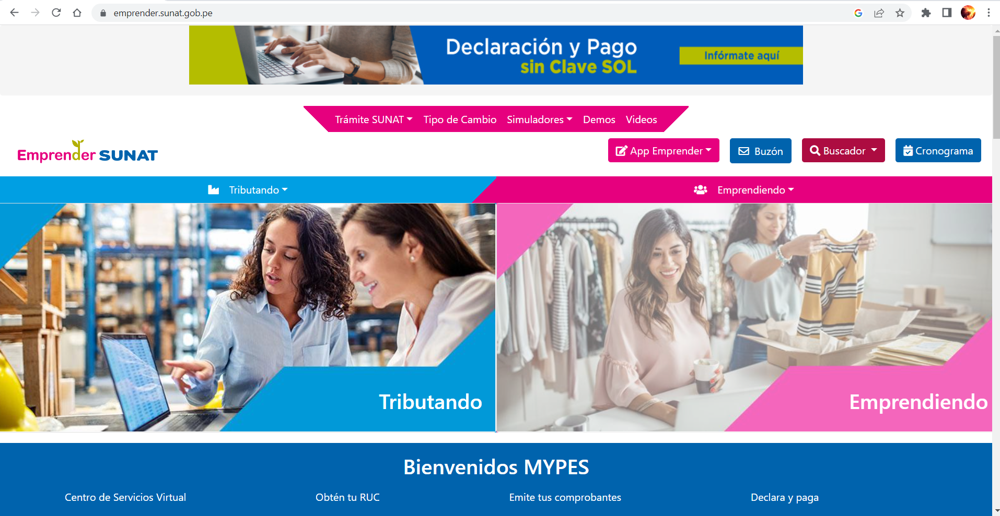 emprender.sunat.gob.pe
Declaración y Pago
sin Clave SOL
Infórmate aquí
Trámite SUNAT Tipo de Cambio Simuladores Demos Videos
Emprender SUNAT
App Emprender Buzón Buscador Cronograma
Tributando Emprendiendo
Tributando Emprendiendo
Bienvenidos MYPES
Centro de Servicios Virtual Obtén tu RUC Emite tus comprobantes Declara y paga